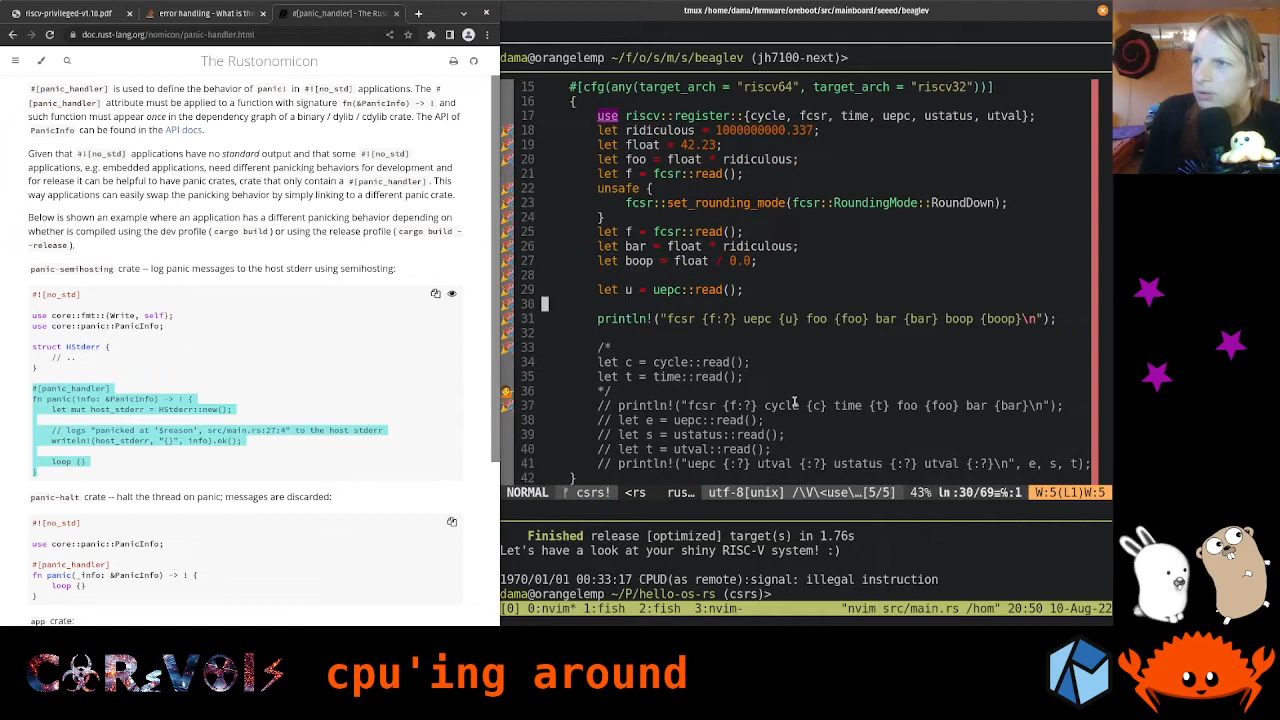 riscv-privileged-v1.10.pdf
error handling - What is the
#[panic_handler] - The Rust
doc.rust-lang.org/nomicon/panic-handler.html
The Rustonomicon
#[panic_handler] is used to define the behavior of panic! in #![no_std] applications. The #
[panic_handler] attribute must be applied to a function with signature fn(&PanicInfo) -> ! and
such function must appear once in the dependency graph of a binary / dylib / cdylib crate. The API of
PanicInfo can be found in the API docs.
Given that #![no_std] applications have no standard output and that some #![no_std]
applications, e.g. embedded applications, need different panicking behaviors for development and
for release it can be helpful to have panic crates, crate that only contain a #[panic_handler]. This
way applications can easily swap the panicking behavior by simply linking to a different panic crate.
Below is shown an example where an application has a different panicking behavior depending on
whether is compiled using the dev profile (cargo build) or using the release profile (cargo build -
-release).
panic-semihosting crate -- log panic messages to the host stderr using semihosting:
#![no_std]
use core::fmt::{Write, self};
use core::panic::PanicInfo;
struct HStderr {
// ..
}
#[panic_handler]
fn panic(info: &PanicInfo) -> ! {
let mut host_stderr = HStderr::new();
// logs "panicked at '$reason', src/main.rs:27:4" to the host stderr
writeln!(host_stderr, "{}", info).ok();
loop {}
}
panic-halt crate -- halt the thread on panic; messages are discarded:
#![no_std]
use core::panic::PanicInfo;
#[panic_handler]
fn panic(_info: &PanicInfo) -> ! {
loop {}
}
app crate:
tmux /home/dama/firmware/oreboot/src/mainboard/seeed/beaglev
dama@orangelemp ~/f/o/s/m/s/beaglev (jh7100-next)>
15 #[cfg(any(target_arch = "riscv64", target_arch = "riscv32"))]
16 {
17 use riscv::register::{cycle, fcsr, time, uepc, ustatus, utval};
18 let ridiculous = 1000000000.337;
19 let float = 42.23;
20 let foo = float * ridiculous;
21 let f = fcsr::read();
22 unsafe {
23 fcsr::set_rounding_mode(fcsr::RoundingMode::RoundDown);
24 }
25 let f = fcsr::read();
26 let bar = float * ridiculous;
27 let boop = float / 0.0;
28
29 let u = uepc::read();
30
31 println!("fcsr {f:?} uepc {u} foo {foo} bar {bar} boop {boop}\n");
32
33 /*
34 let c = cycle::read();
35 let t = time::read();
36 */
37 // println!("fcsr {f:?} cycle {c} time {t} foo {foo} bar {bar}\n");
38 // let e = uepc::read();
39 // let s = ustatus::read();
40 // let t = utval::read();
41 // println!("uepc {:?} utval {:?} ustatus {:?} utval {:?}\n", e, s, t);
42 }
NORMAL csrs! <rs rus… utf-8[unix] /\V\<use\…[5/5] 43% ln:30/69≡℅:1 W:5(L1)W:5
Finished release [optimized] target(s) in 1.76s
Let's have a look at your shiny RISC-V system! :)
1970/01/01 00:33:17 CPUD(as remote):signal: illegal instruction
dama@orangelemp ~/P/hello-os-rs (csrs)>
[0] 0:nvim* 1:fish 2:fish 3:nvim- "nvim src/main.rs /hom" 20:50 10-Aug-22
cpu'ing around